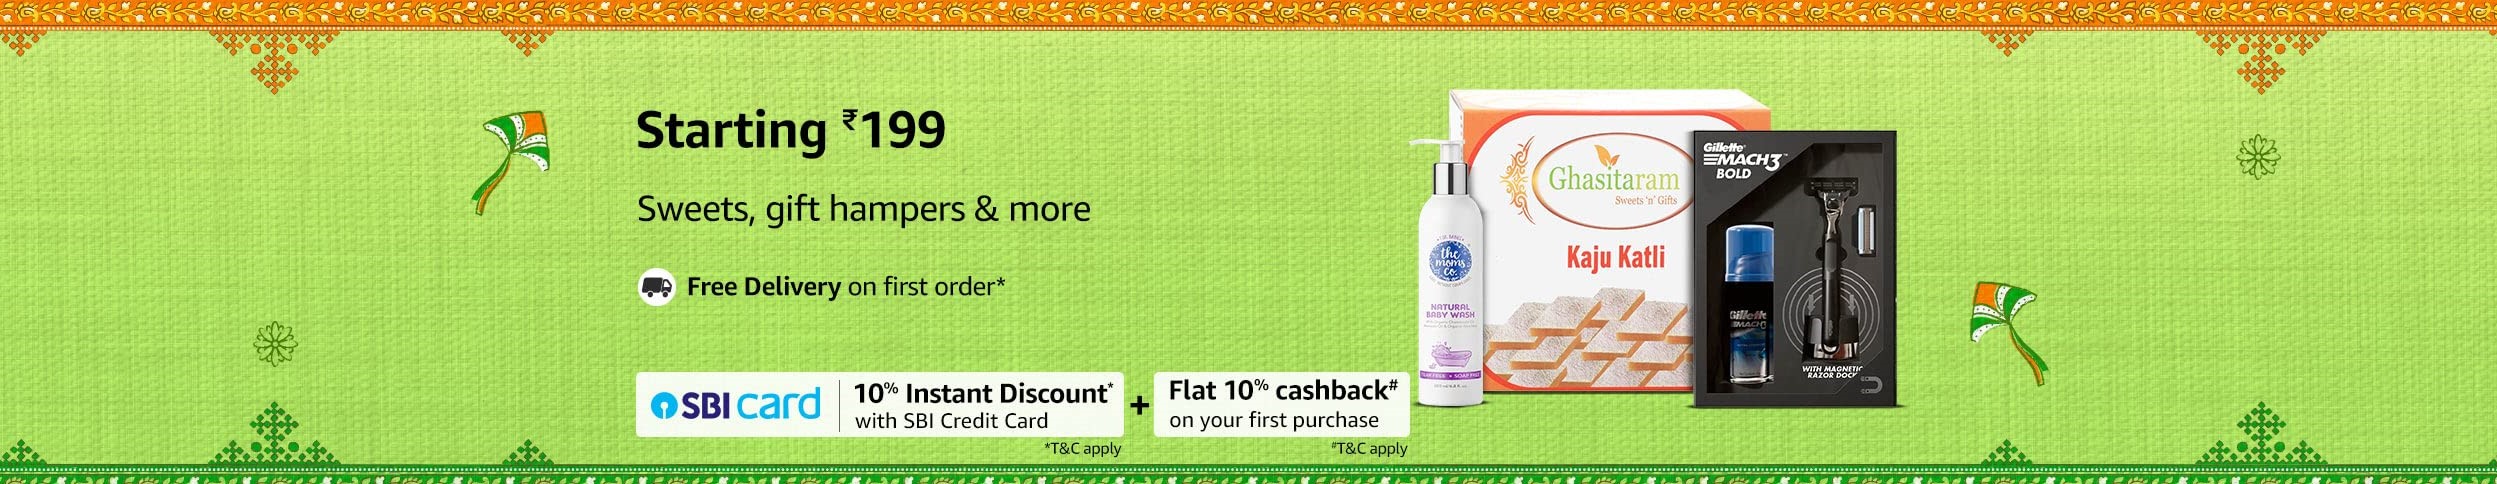 Starting ₹199
Sweets, gift hampers & more
Free Delivery on first order*
SBI card
10% Instant Discount*
with SBI Credit Card
*T&C apply
+
Flat 10% cashback#
on your first purchase
#T&C apply
the
moms
co.
NATURAL
BABY WASH
Ghasitaram
Sweets 'n' Gifts
Kaju Katli
Gillette
MACH3
BOLD
Gillette
MACH3
WITH MAGNETIC
RAZOR DOCK